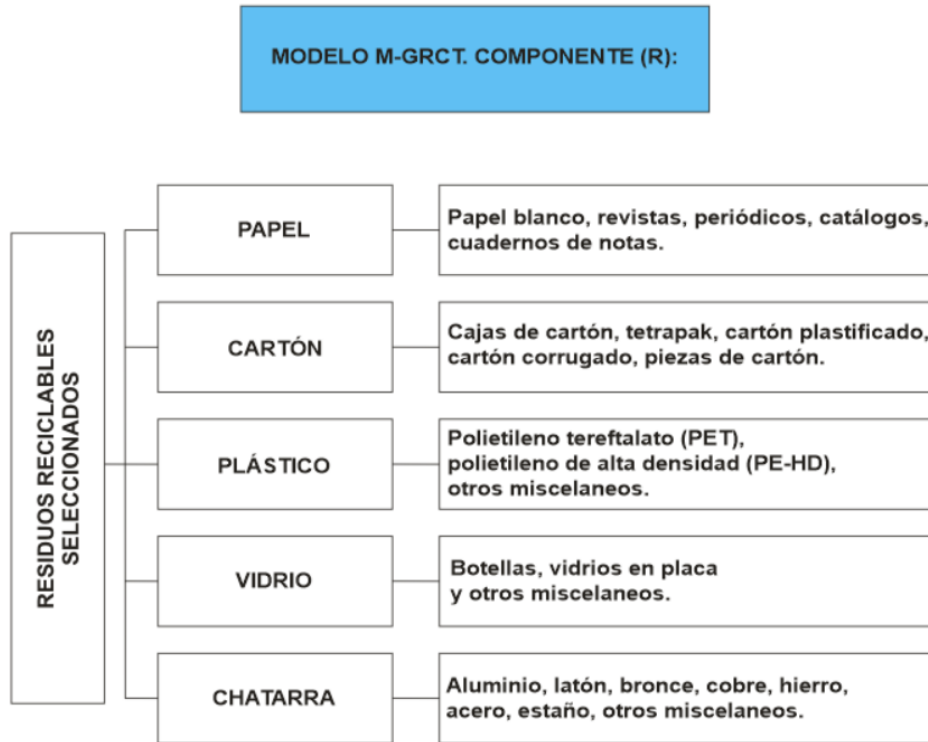 MODELO M-GRCT. COMPONENTE (R):
RESIDUOS RECICLABLES
SELECCIONADOS
PAPEL
Papel blanco, revistas, periódicos, catálogos,
cuadernos de notas.
CARTÓN
Cajas de cartón, tetrapak, cartón plastificado,
cartón corrugado, piezas de cartón.
PLÁSTICO
Polietileno tereftalato (PET),
polietileno de alta densidad (PE-HD),
otros miscelaneos.
VIDRIO
Botellas, vidrios en placa
y otros miscelaneos.
CHATARRA
Aluminio, latón, bronce, cobre, hierro,
acero, estaño, otros miscelaneos.